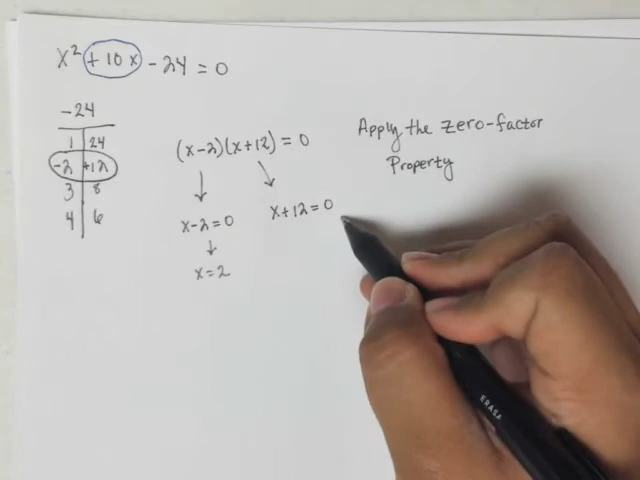 x² + 10x - 24 = 0
-24
1 24
-2 +12
3 8
4 6
(x-2)(x+12) = 0
x-2=0
x+12=0
x=2
Apply the zero-factor
Property
ERASA